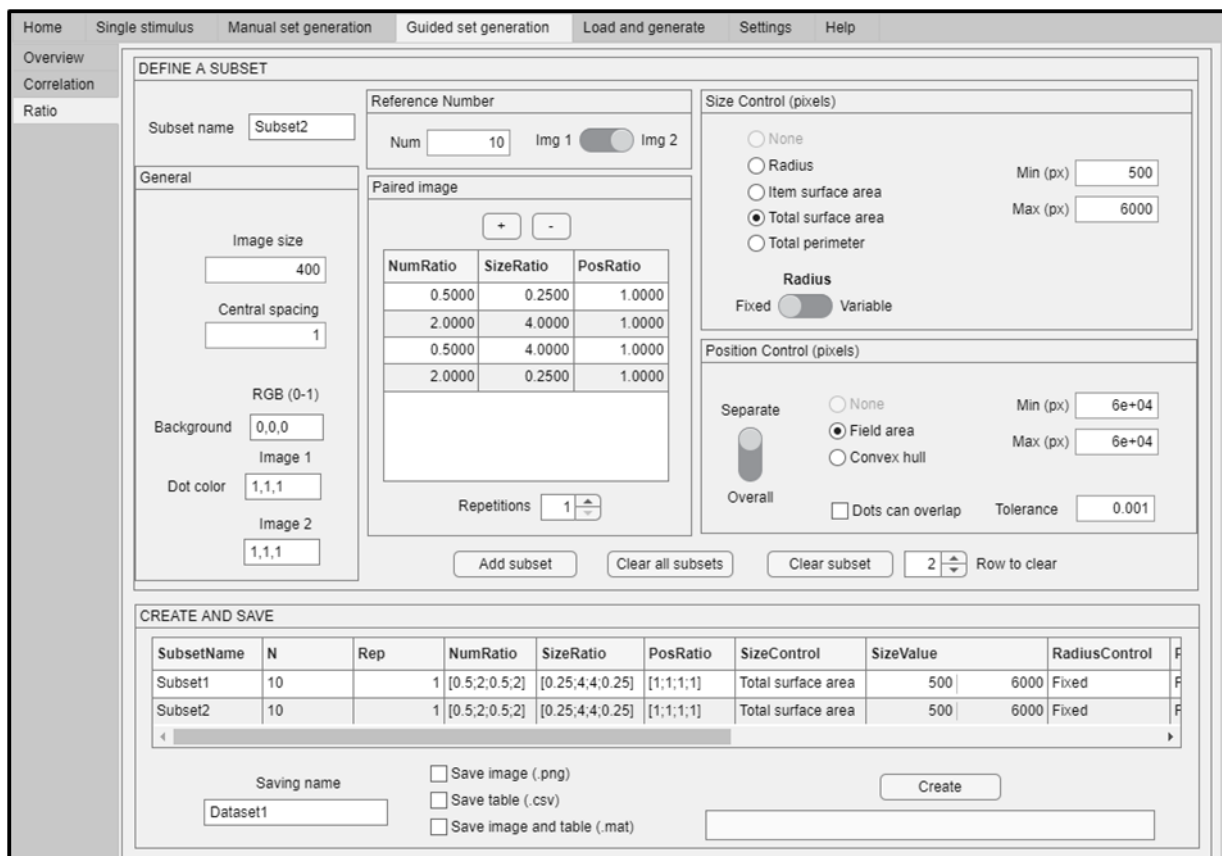 Home Single stimulus Manual set generation Guided set generation Load and generate Settings Help
Overview
Correlation
Ratio
DEFINE A SUBSET
Subset name Subset2
General
Image size
400
Central spacing
1
RGB (0-1)
Background 0,0,0
Image 1
Dot color 1,1,1
Image 2
1,1,1
Reference Number
Num 10 Img 1 Img 2
Paired image
+ -
NumRatio SizeRatio PosRatio
0.5000 0.2500 1.0000
2.0000 4.0000 1.0000
0.5000 4.0000 1.0000
2.0000 0.2500 1.0000
Repetitions 1
Size Control (pixels)
None
Radius
Item surface area
Total surface area
Total perimeter
Min (px) 500
Max (px) 6000
Radius
Fixed Variable
Position Control (pixels)
Separate
Overall
None
Field area
Convex hull
Min (px) 6e+04
Max (px) 6e+04
Dots can overlap Tolerance 0.001
Add subset Clear all subsets Clear subset 2 Row to clear
CREATE AND SAVE
SubsetName N Rep NumRatio SizeRatio PosRatio SizeControl SizeValue RadiusControl
Subset1 10 1 [0.5;2;0.5;2] [0.25;4;4;0.25] [1;1;1;1] Total surface area 500 6000 Fixed
Subset2 10 1 [0.5;2;0.5;2] [0.25;4;4;0.25] [1;1;1;1] Total surface area 500 6000 Fixed
Saving name
Dataset1
Save image (.png)
Save table (.csv)
Save image and table (.mat)
Create